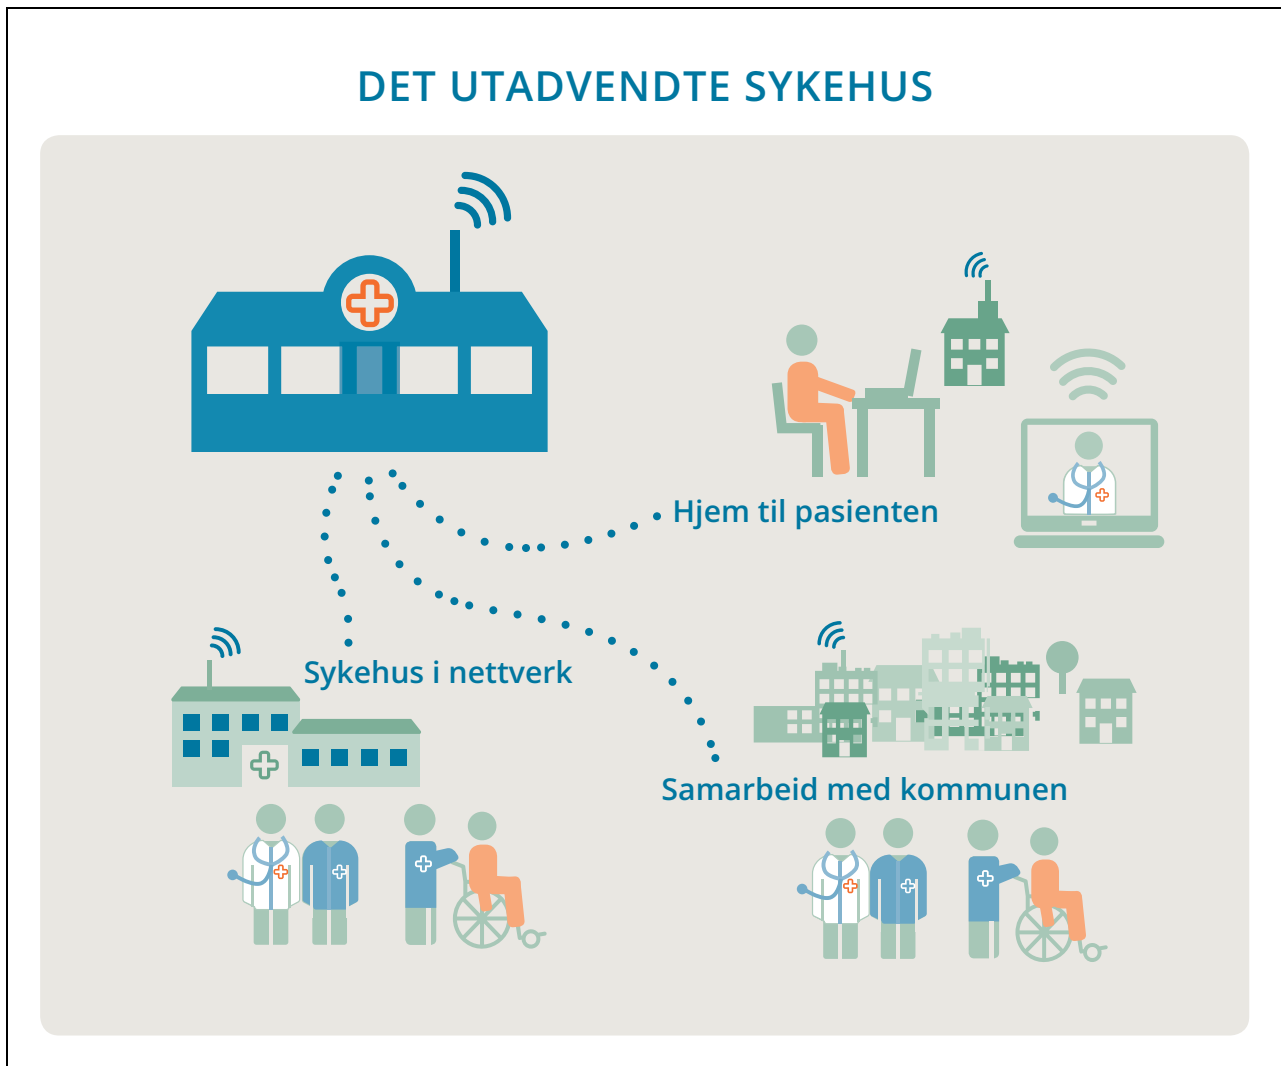 DET UTADVENDTE SYKEHUS
Hjem til pasienten
Sykehus i nettverk
Samarbeid med kommunen